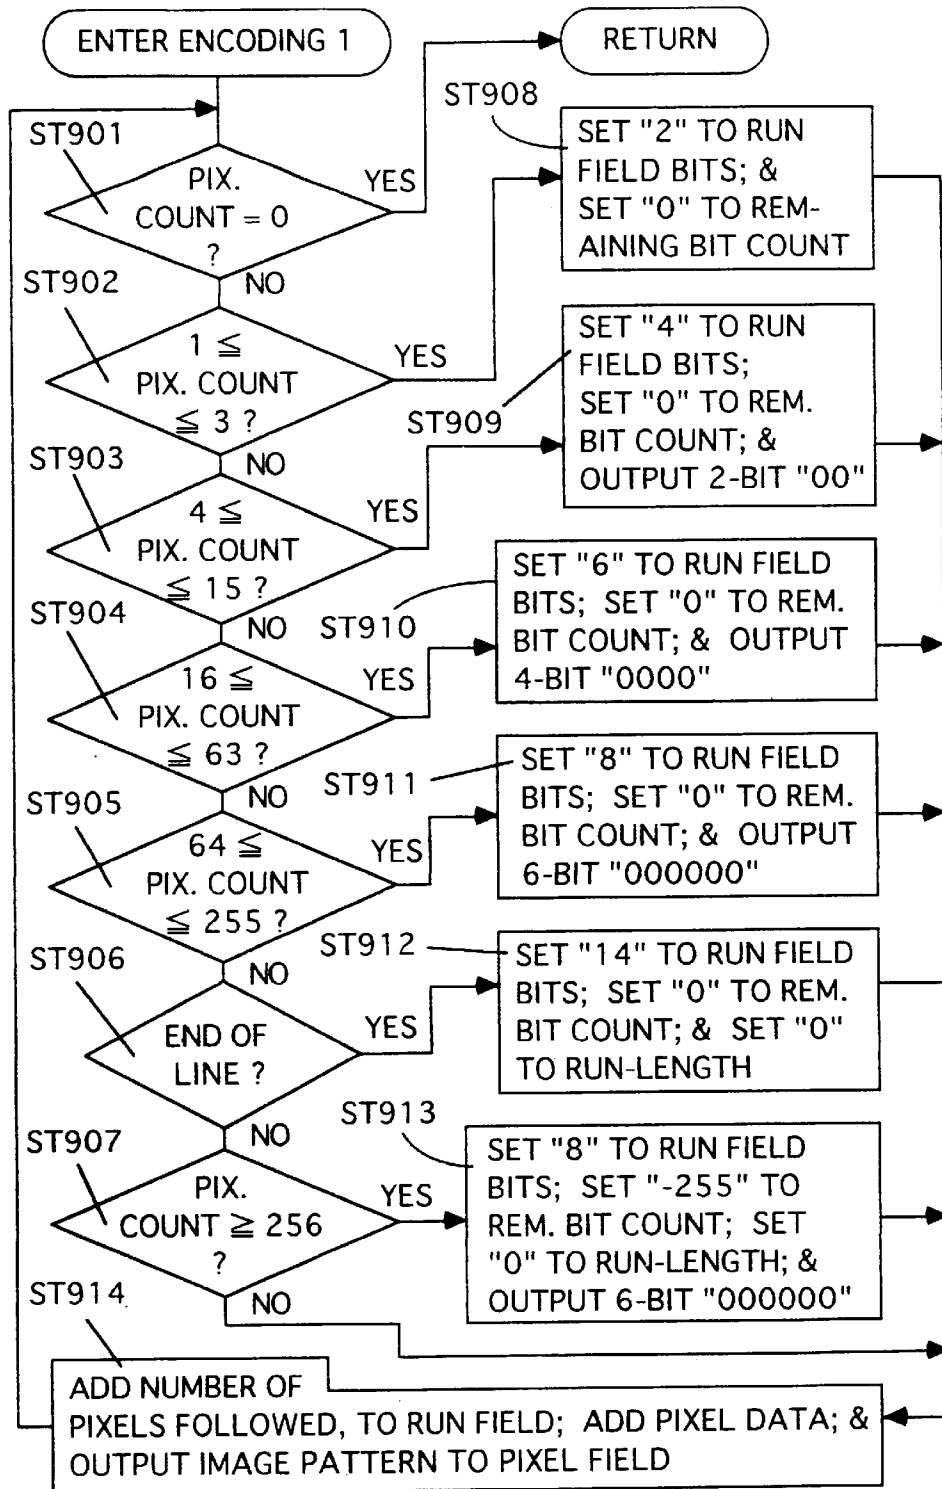 ENTER ENCODING 1
RETURN
ST901
PIX.
COUNT = 0
?
YES
NO
ST908
SET "2" TO RUN
FIELD BITS; &
SET "0" TO REM-
AINING BIT COUNT
ST902
1 ≦
PIX. COUNT
≦ 3 ?
YES
NO
ST909
SET "4" TO RUN
FIELD BITS;
SET "0" TO REM.
BIT COUNT; &
OUTPUT 2-BIT "00"
ST903
4 ≦
PIX. COUNT
≦ 15 ?
YES
NO
ST910
SET "6" TO RUN FIELD
BITS; SET "0" TO REM.
BIT COUNT; & OUTPUT
4-BIT "0000"
ST904
16 ≦
PIX. COUNT
≦ 63 ?
YES
NO
ST911
SET "8" TO RUN FIELD
BITS; SET "0" TO REM.
BIT COUNT; & OUTPUT
6-BIT "000000"
ST905
64 ≦
PIX. COUNT
≦ 255 ?
YES
NO
ST912
SET "14" TO RUN FIELD
BITS; SET "0" TO REM.
BIT COUNT; & SET "0"
TO RUN-LENGTH
ST906
END OF
LINE ?
YES
NO
ST913
SET "8" TO RUN FIELD
BITS; SET "-255" TO
REM. BIT COUNT; SET
"0" TO RUN-LENGTH; &
OUTPUT 6-BIT "000000"
ST907
PIX.
COUNT ≧ 256
?
YES
NO
ST914
ADD NUMBER OF
PIXELS FOLLOWED, TO RUN FIELD; ADD PIXEL DATA; &
OUTPUT IMAGE PATTERN TO PIXEL FIELD